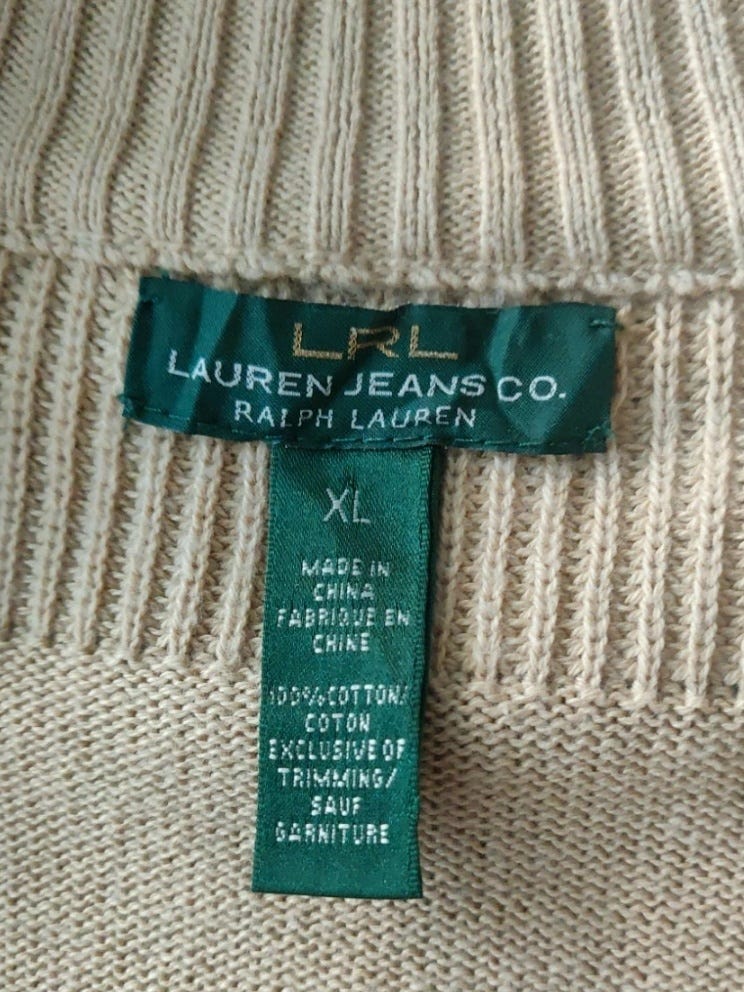 LRL
LAUREN JEANS CO.
RALPH LAUREN
XL
MADE IN
CHINA
FABRIQUE EN
CHINE
100% COTTON/
COTON
EXCLUSIVE OF
TRIMMING/
SAUF
GARNITURE